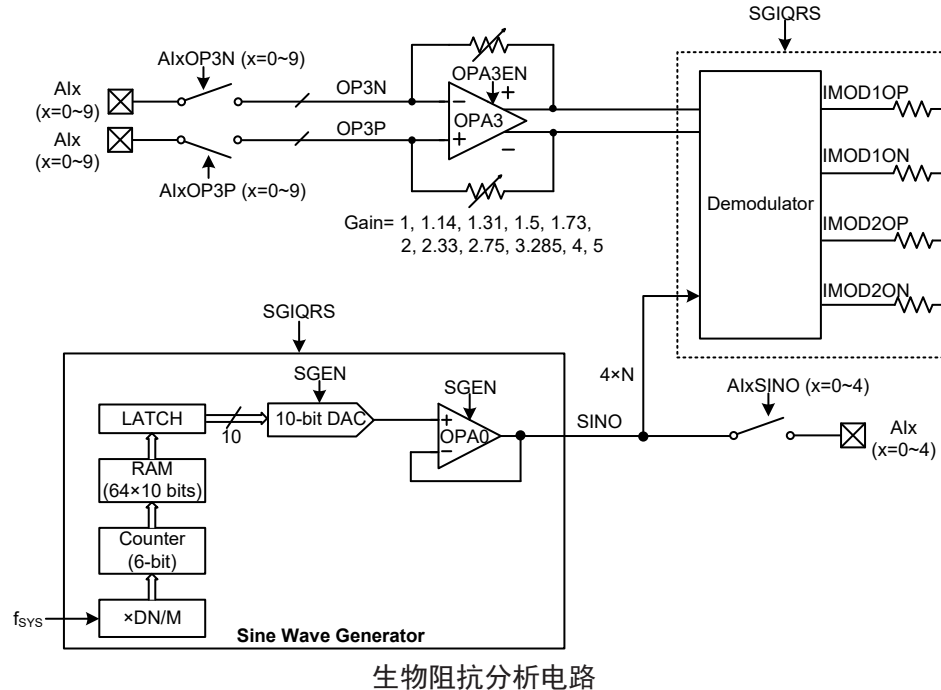 SGIQRS
AIxOP3N (x=0~9)
AIx
(x=0~9)
OP3N
OPA3EN
+
−
OPA3
IMOD1OP
AIx
(x=0~9)
OP3P
+
−
AIxOP3P (x=0~9)
IMOD1ON
Demodulator
Gain= 1, 1.14, 1.31, 1.5, 1.73,
2, 2.33, 2.75, 3.285, 4, 5
IMOD2OP
IMOD2ON
SGIQRS
SGEN
SGEN
4×N
AIxSINO (x=0~4)
LATCH
10
10-bit DAC
+
OPA0
−
SINO
AIx
(x=0~4)
RAM
(64×10 bits)
Counter
(6-bit)
fSYS
×DN/M
Sine Wave Generator
生物阻抗分析电路